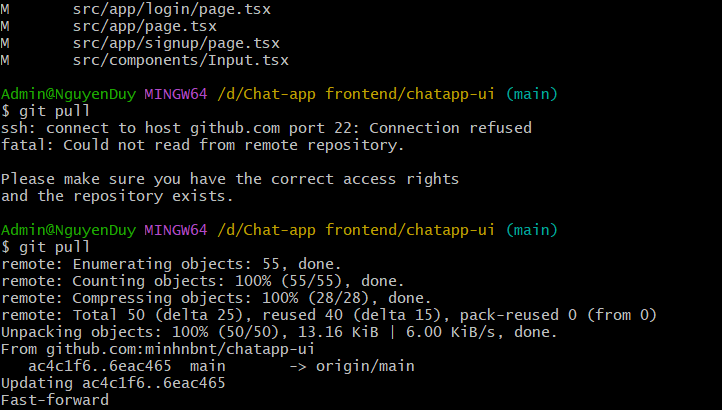 M       src/app/login/page.tsx
M       src/app/page.tsx
M       src/app/signup/page.tsx
M       src/components/Input.tsx
Admin@NguyenDuy MINGW64 /d/Chat-app frontend/chatapp-ui (main)
$ git pull
ssh: connect to host github.com port 22: Connection refused
fatal: Could not read from remote repository.
Please make sure you have the correct access rights
and the repository exists.
Admin@NguyenDuy MINGW64 /d/Chat-app frontend/chatapp-ui (main)
$ git pull
remote: Enumerating objects: 55, done.
remote: Counting objects: 100% (55/55), done.
remote: Compressing objects: 100% (28/28), done.
remote: Total 50 (delta 25), reused 40 (delta 15), pack-reused 0 (from 0)
Unpacking objects: 100% (50/50), 13.16 KiB | 6.00 KiB/s, done.
From github.com:minhnbnt/chatapp-ui
   ac4c1f6..6eac465  main       -> origin/main
Updating ac4c1f6..6eac465
Fast-forward